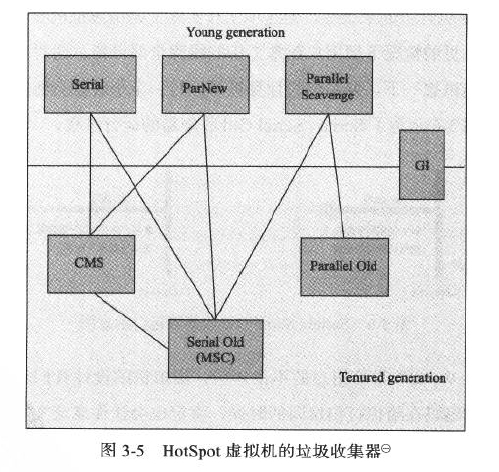 Young generation
Serial
ParNew
Parallel
Scavenge
G1
CMS
Parallel Old
Serial Old
(MSC)
Tenured generation
图 3-5 HotSpot 虚拟机的垃圾收集器㊀